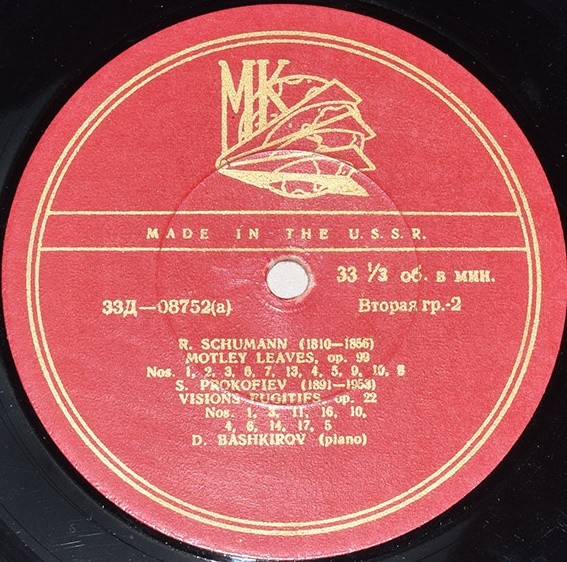 МК
MADE IN THE U.S.S.R.
33 ⅓ об. в мин.
33Д—08752(а)
Вторая гр.-2
R. SCHUMANN (1810—1856)
MOTLEY LEAVES, op. 99
Nos. 1, 2, 3, 6, 7, 13, 4, 5, 9, 10, 8
S. PROKOFIEV (1891—1953)
VISIONS FUGITIFS, op. 22
Nos. 1, 3, 11, 16, 10,
4, 6, 14, 17, 5
D. BASHKIROV (piano)